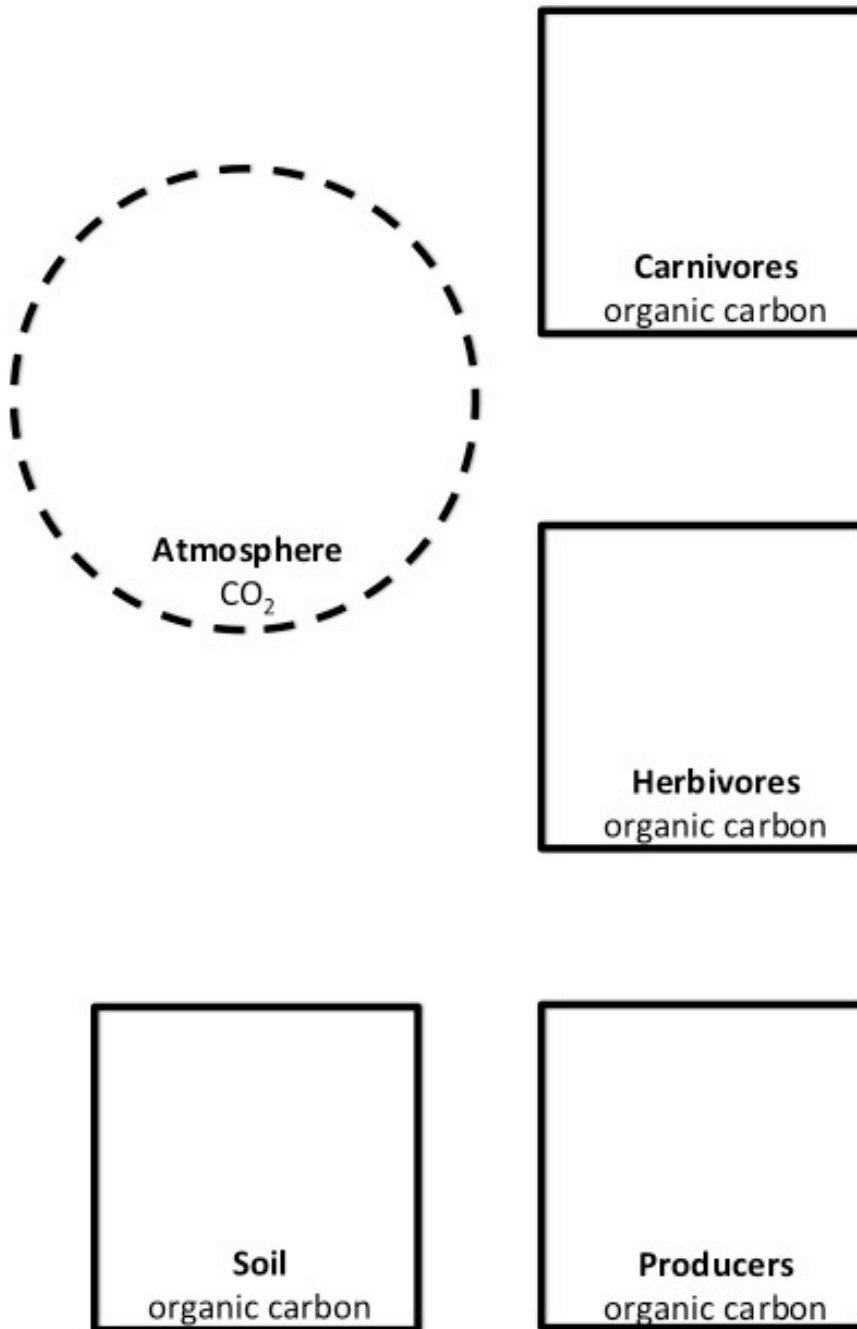 Carnivores
organic carbon
Atmosphere
CO₂
Herbivores
organic carbon
Soil
organic carbon
Producers
organic carbon